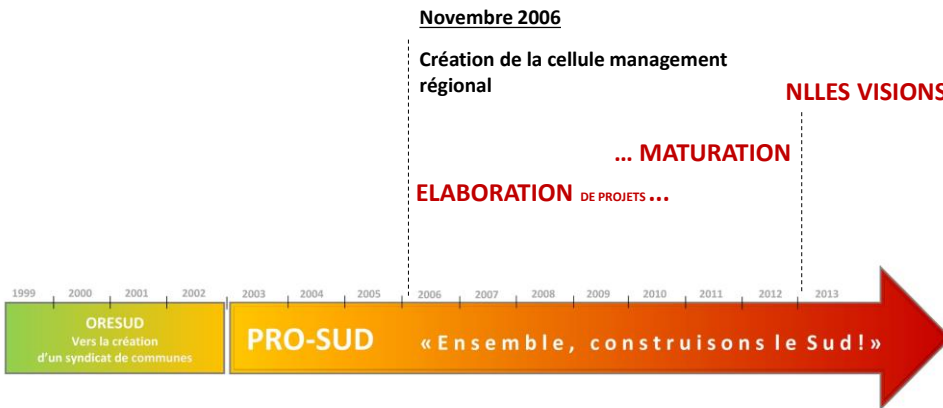 Novembre 2006
Création de la cellule management
régional
NLLES VISIONS
... MATURATION
ELABORATION DE PROJETS ...
1999 2000 2001 2002 2003 2004 2005 2006 2007 2008 2009 2010 2011 2012 2013
ORESUD
Vers la création
d'un syndicat de communes
PRO-SUD «Ensemble, construisons le Sud!»